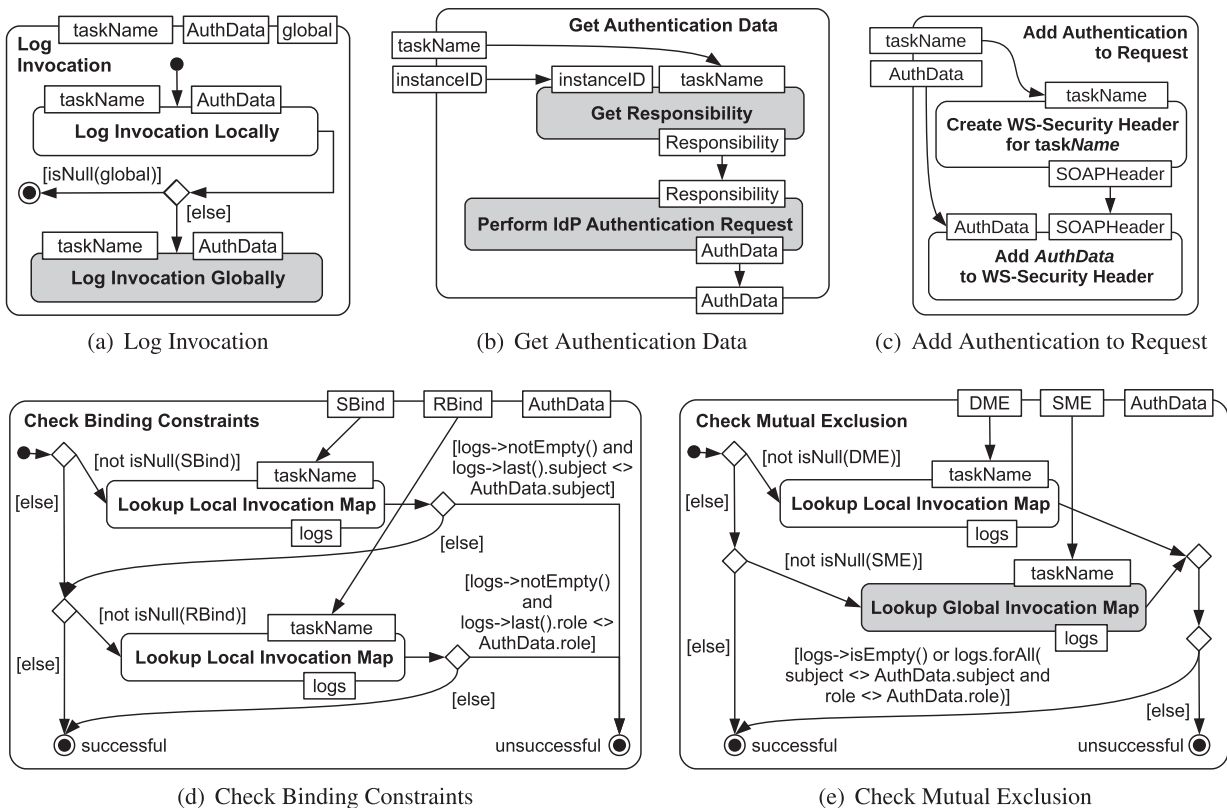 taskName
AuthData
global
Log
Invocation
taskName
AuthData
Log Invocation Locally
[isNull(global)]
[else]
taskName
AuthData
Log Invocation Globally
(a) Log Invocation
Get Authentication Data
taskName
instanceID
instanceID
taskName
Get Responsibility
Responsibility
Responsibility
Perform IdP Authentication Request
AuthData
AuthData
(b) Get Authentication Data
Add Authentication
to Request
taskName
AuthData
taskName
Create WS-Security Header
for taskName
SOAPHeader
AuthData
SOAPHeader
Add AuthData
to WS-Security Header
(c) Add Authentication to Request
SBind
RBind
AuthData
Check Binding Constraints
[not isNull(SBind)]
taskName
[logs->notEmpty() and
logs->last().subject <>
AuthData.subject]
[else]
Lookup Local Invocation Map
logs
[else]
[not isNull(RBind)]
taskName
[logs->notEmpty()
and
logs->last().role <>
AuthData.role]
[else]
Lookup Local Invocation Map
logs
[else]
successful
unsuccessful
(d) Check Binding Constraints
DME
SME
AuthData
Check Mutual Exclusion
[not isNull(DME)]
taskName
[else]
Lookup Local Invocation Map
logs
[not isNull(SME)]
taskName
Lookup Global Invocation Map
logs
[else]
[logs->isEmpty() or logs.forAll(
subject <> AuthData.subject and
role <> AuthData.role)]
[else]
successful
unsuccessful
(e) Check Mutual Exclusion